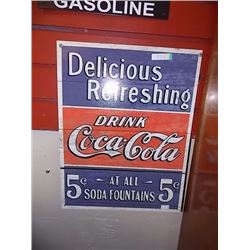 GASOLINE
Delicious
Refreshing
DRINK
Coca-Cola
5¢ AT ALL 5¢
SODA FOUNTAINS